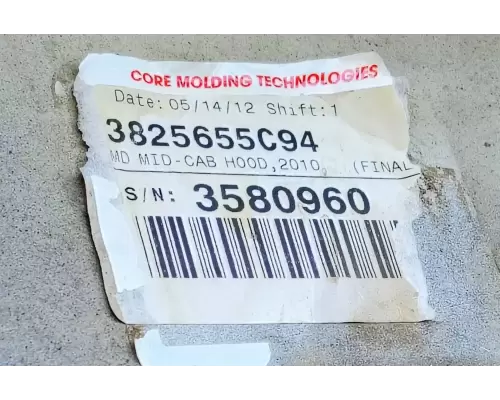 CORE MOLDING TECHNOLOGIES
Date: 05/14/12 Shift:1
3825655C94
MD MID-CAB HOOD,2010, (FINAL
S/N: 3580960